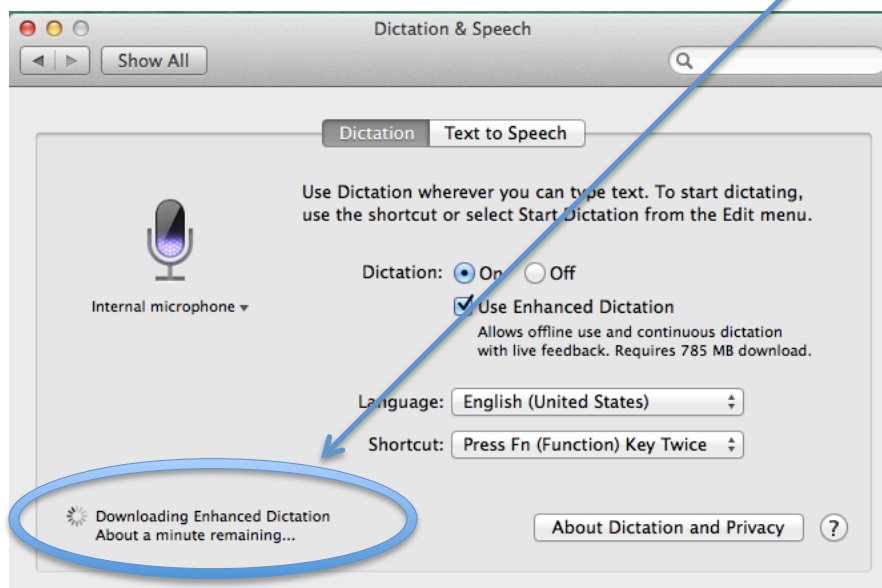 Dictation & Speech
Show All
Dictation Text to Speech
Use Dictation wherever you can type text. To start dictating,
use the shortcut or select Start Dictation from the Edit menu.
Dictation: On Off
Internal microphone
Use Enhanced Dictation
Allows offline use and continuous dictation
with live feedback. Requires 785 MB download.
Language: English (United States)
Shortcut: Press Fn (Function) Key Twice
Downloading Enhanced Dictation
About a minute remaining...
About Dictation and Privacy ?